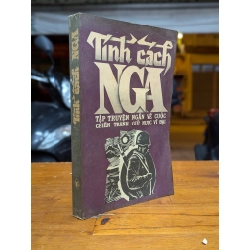 Tính cách
NGA
TẬP TRUYỆN NGẮN VỀ CUỘC
CHIẾN TRANH GIỮ NƯỚC VĨ ĐẠI
Tính cách NGA